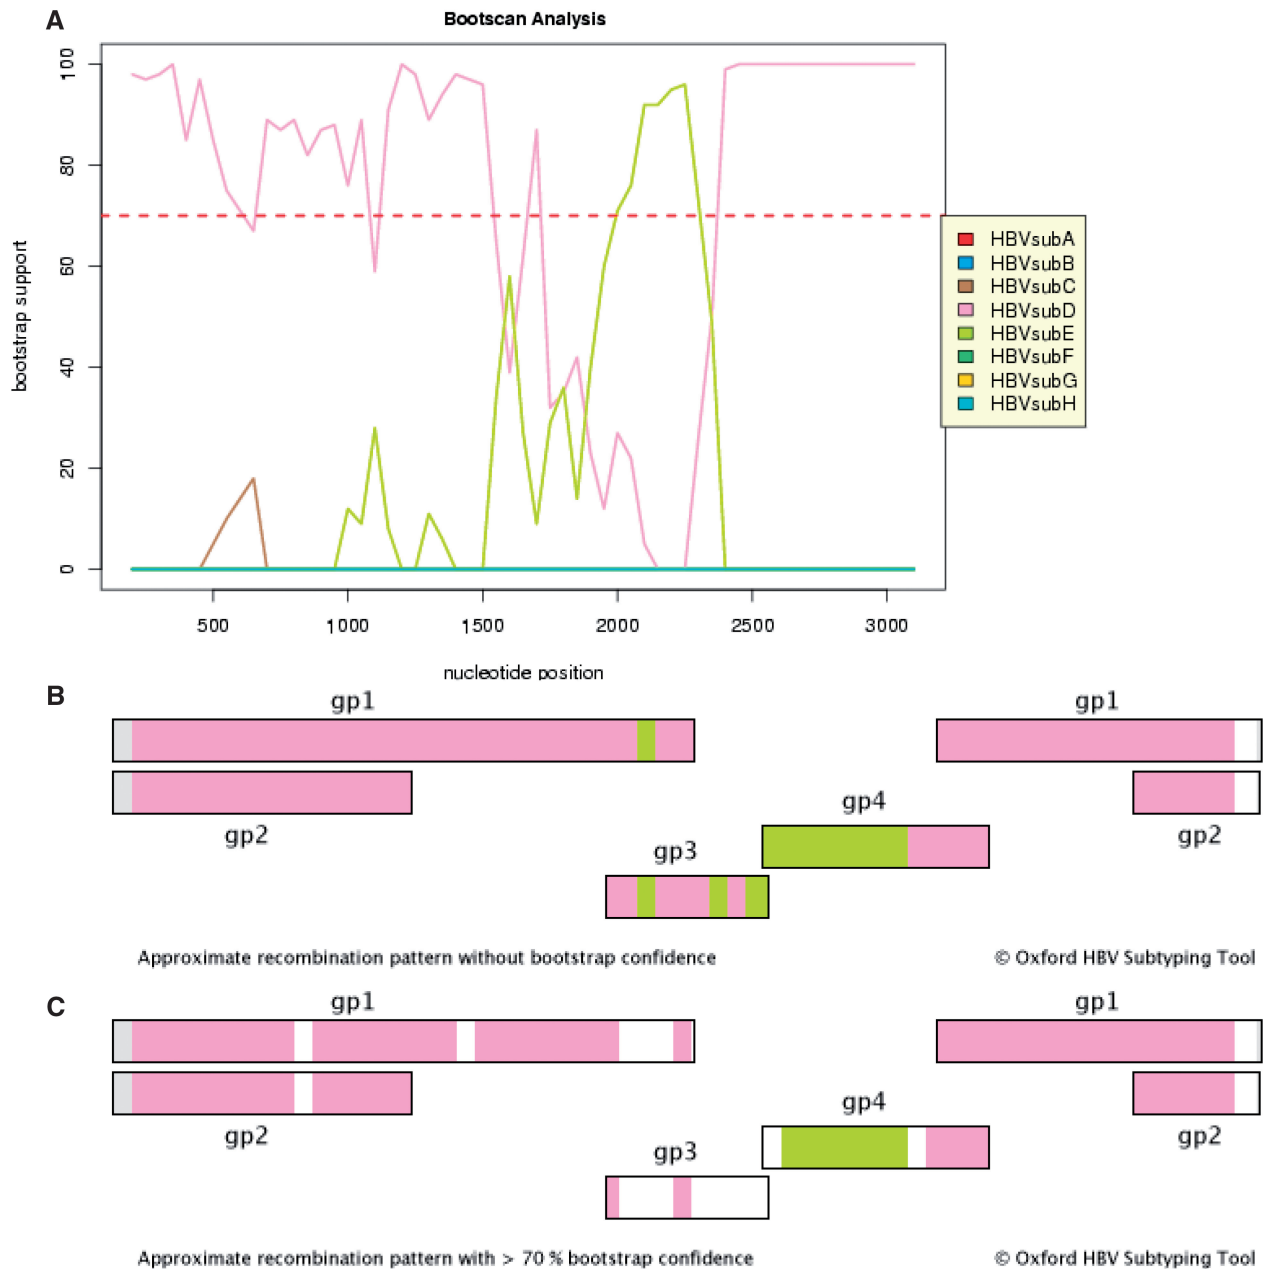 A
Bootscan Analysis
100
80
60
40
20
0
bootstrap support
500 1000 1500 2000 2500 3000
nucleotide position
HBVsubA
HBVsubB
HBVsubC
HBVsubD
HBVsubE
HBVsubF
HBVsubG
HBVsubH
B
gp1 gp1
gp4
gp2 gp2
gp3
Approximate recombination pattern without bootstrap confidence © Oxford HBV Subtyping Tool
C
gp1 gp1
gp4
gp2 gp2
gp3
Approximate recombination pattern with > 70 % bootstrap confidence © Oxford HBV Subtyping Tool